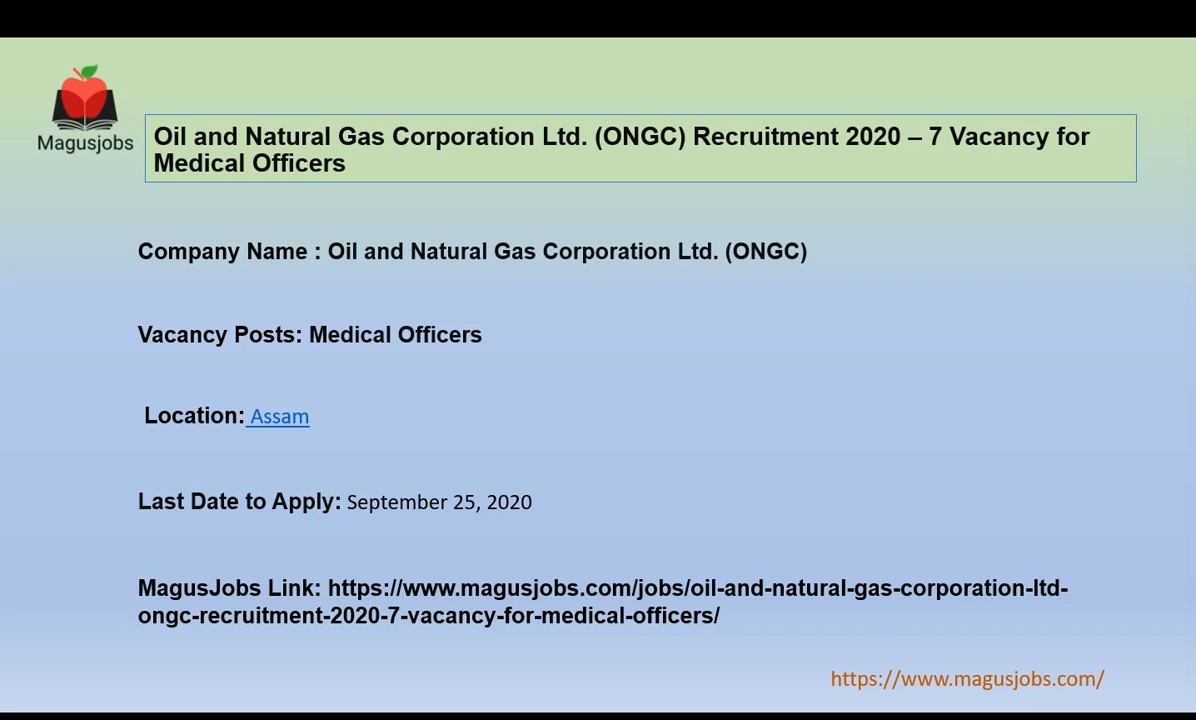 Magusjobs
Oil and Natural Gas Corporation Ltd. (ONGC) Recruitment 2020 – 7 Vacancy for
Medical Officers
Company Name : Oil and Natural Gas Corporation Ltd. (ONGC)
Vacancy Posts: Medical Officers
Location: Assam
Last Date to Apply: September 25, 2020
MagusJobs Link: https://www.magusjobs.com/jobs/oil-and-natural-gas-corporation-ltd-
ongc-recruitment-2020-7-vacancy-for-medical-officers/
https://www.magusjobs.com/